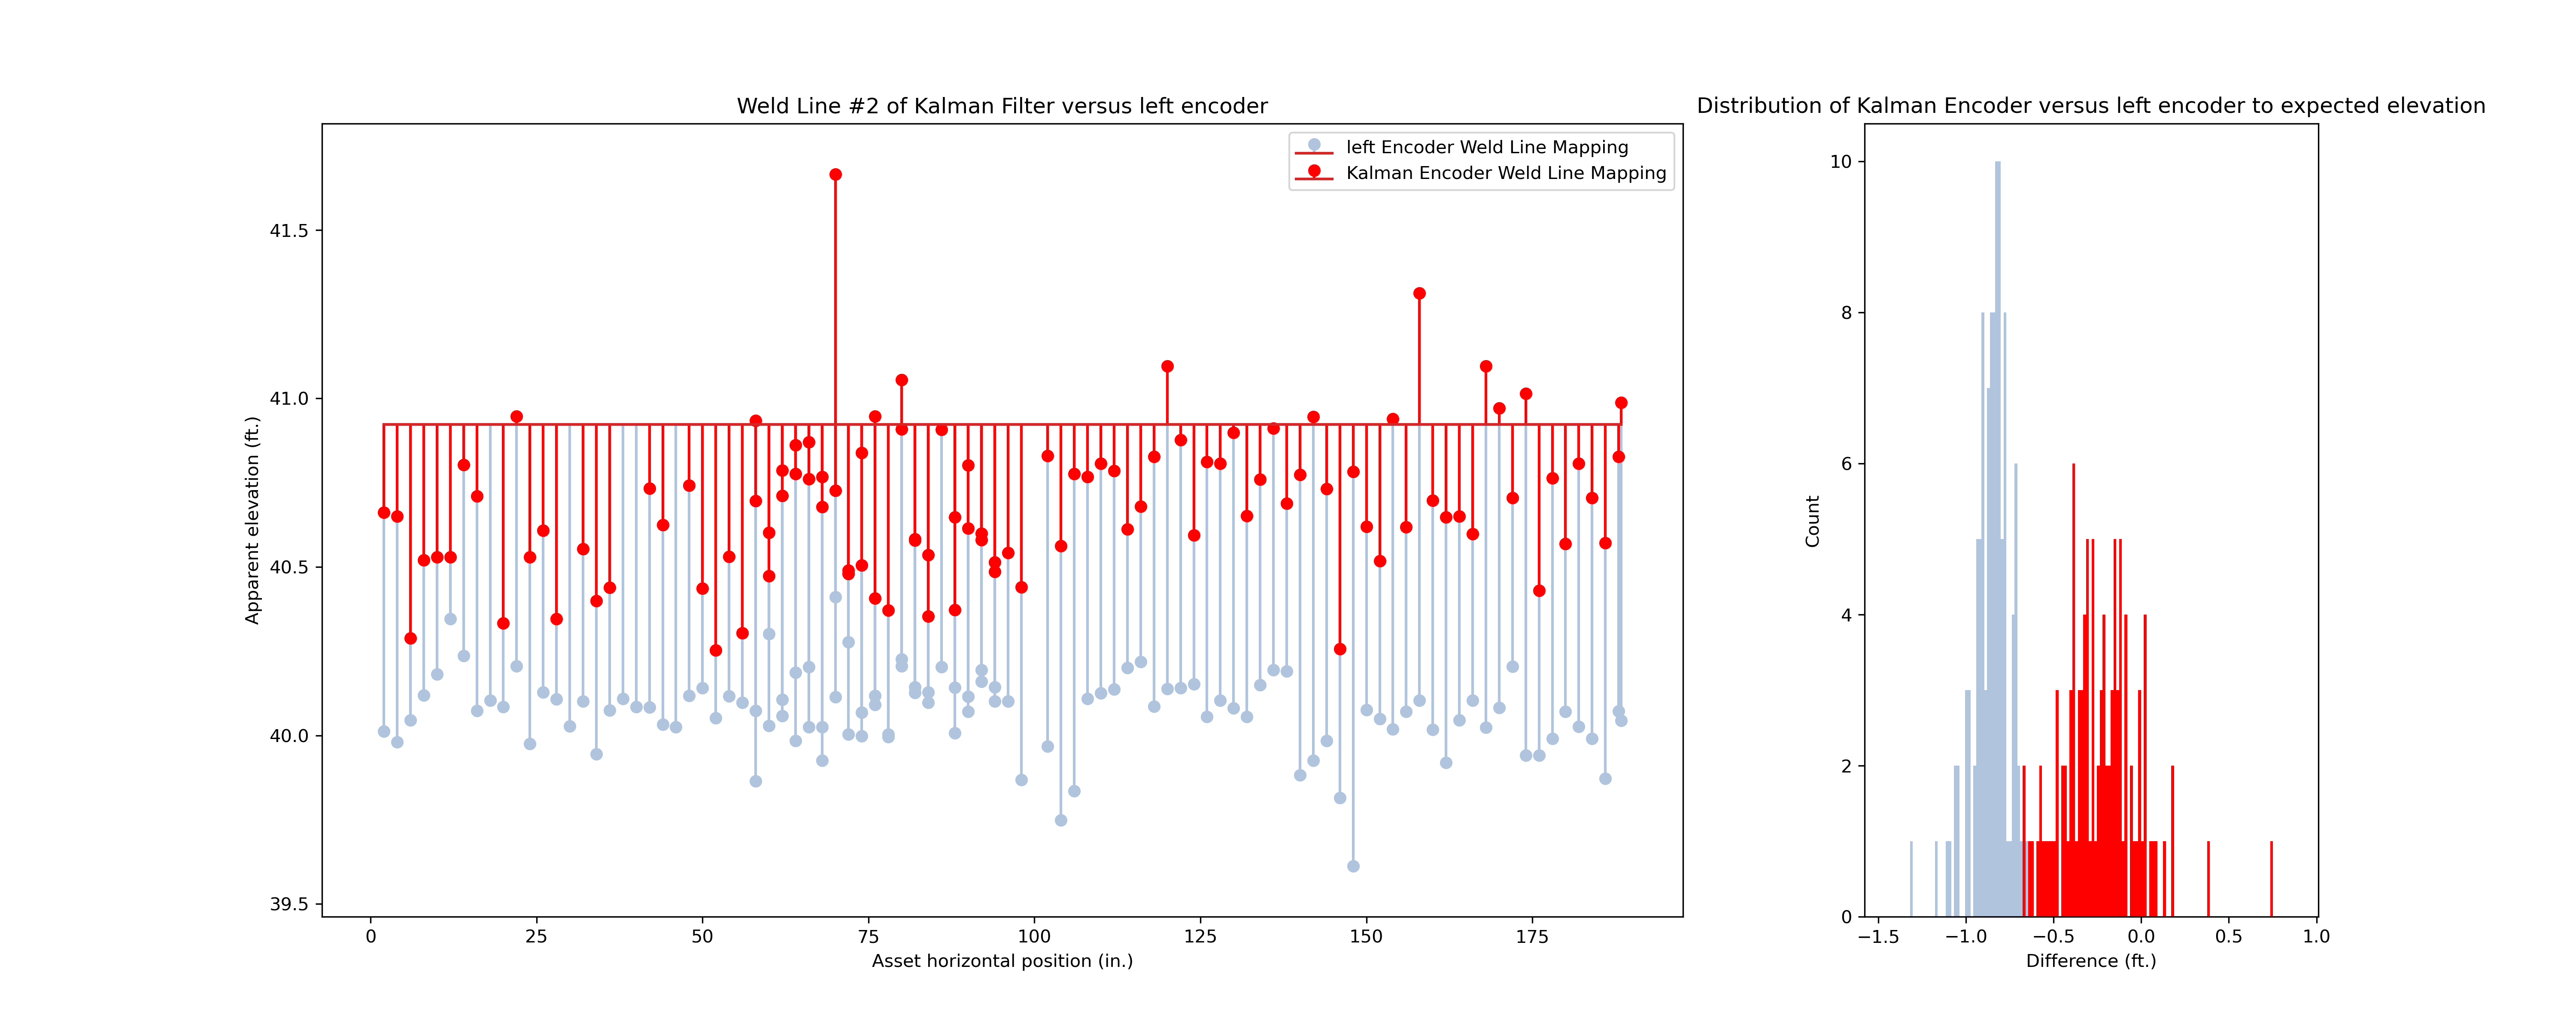 Weld Line #2 of Kalman Filter versus left encoder
left Encoder Weld Line Mapping
Kalman Encoder Weld Line Mapping
Apparent elevation (ft.)
41.5
41.0
40.5
40.0
39.5
0 25 50 75 100 125 150 175
Asset horizontal position (in.)
Distribution of Kalman Encoder versus left encoder to expected elevation
Count
10
8
6
4
2
0
−1.5 −1.0 −0.5 0.0 0.5 1.0
Difference (ft.)